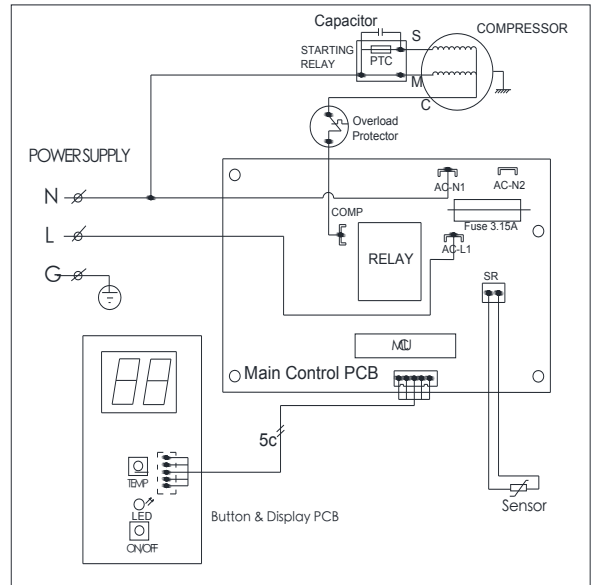 Capacitor
COMPRESSOR
S
STARTING
RELAY
PTC
M
C
Overload
Protector
POWER SUPPLY
N
AC-N1
AC-N2
COMP
Fuse 3.15A
L
AC-L1
RELAY
G
SR
MCU
Main Control PCB
5c
TEMP
Sensor
LED
Button & Display PCB
ON/OFF